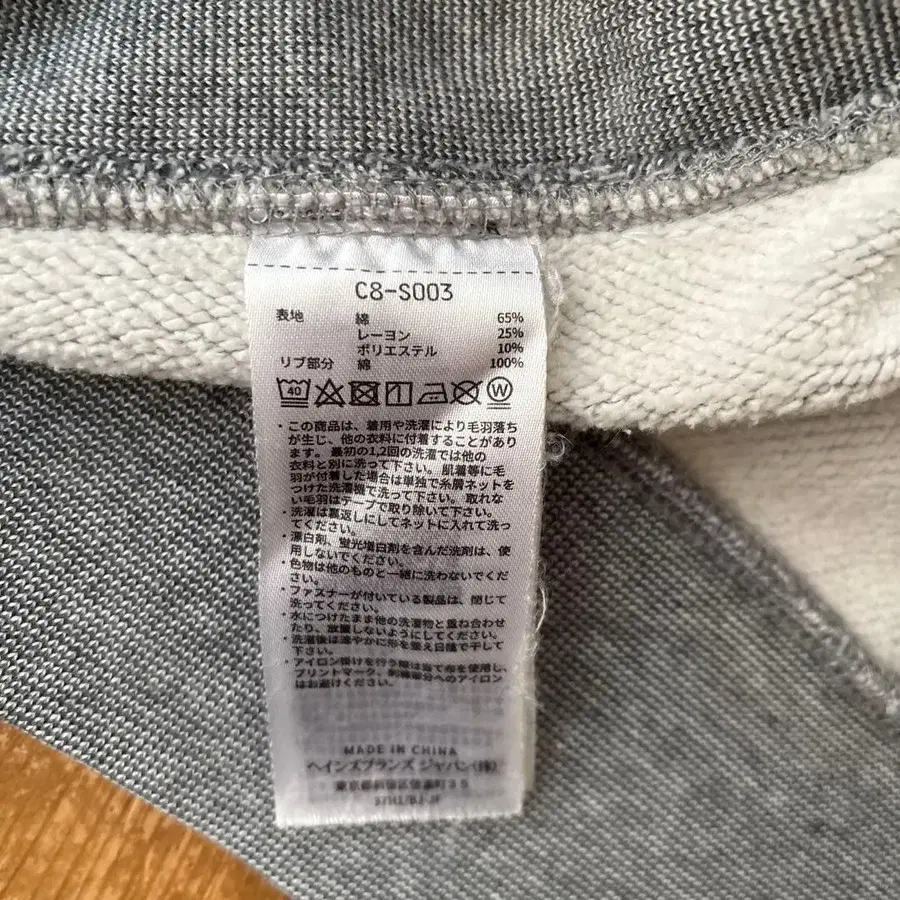 C8-S003
表地 綿 65%
レーヨン 25%
ポリエステル 10%
リブ部分 綿 100%
40 W
・この商品は、着用や洗濯により毛羽落ち
が生じ、他の衣料に付着することがあり
ます。最初の1,2回の洗濯では他の
衣料と別に洗って下さい。肌着等に毛
羽が付着した場合は単独で糸屑ネットを
つけた洗濯機で洗って下さい。取れな
い毛羽はテープで取り除いて下さい。
・洗濯は裏返しにしてネットに入れて洗っ
てください。
・漂白剤、蛍光増白剤を含んだ洗剤は、使
用しないでください。
・色物は他のものと一緒に洗わないでくだ
さい。
・ファスナーが付いている製品は、閉じて
洗ってください。
・水につけたまま他の洗濯物と重ね合わせ
たり、放置しないようにしてください。
・洗濯後は速やかに形を整え日陰で干して
下さい。
・アイロン掛けを行う際は当て布を使用し、
プリントマーク、刺繍部分へのアイロン
はお避けください。
MADE IN CHINA
ヘインズブランズ ジャパン(株)